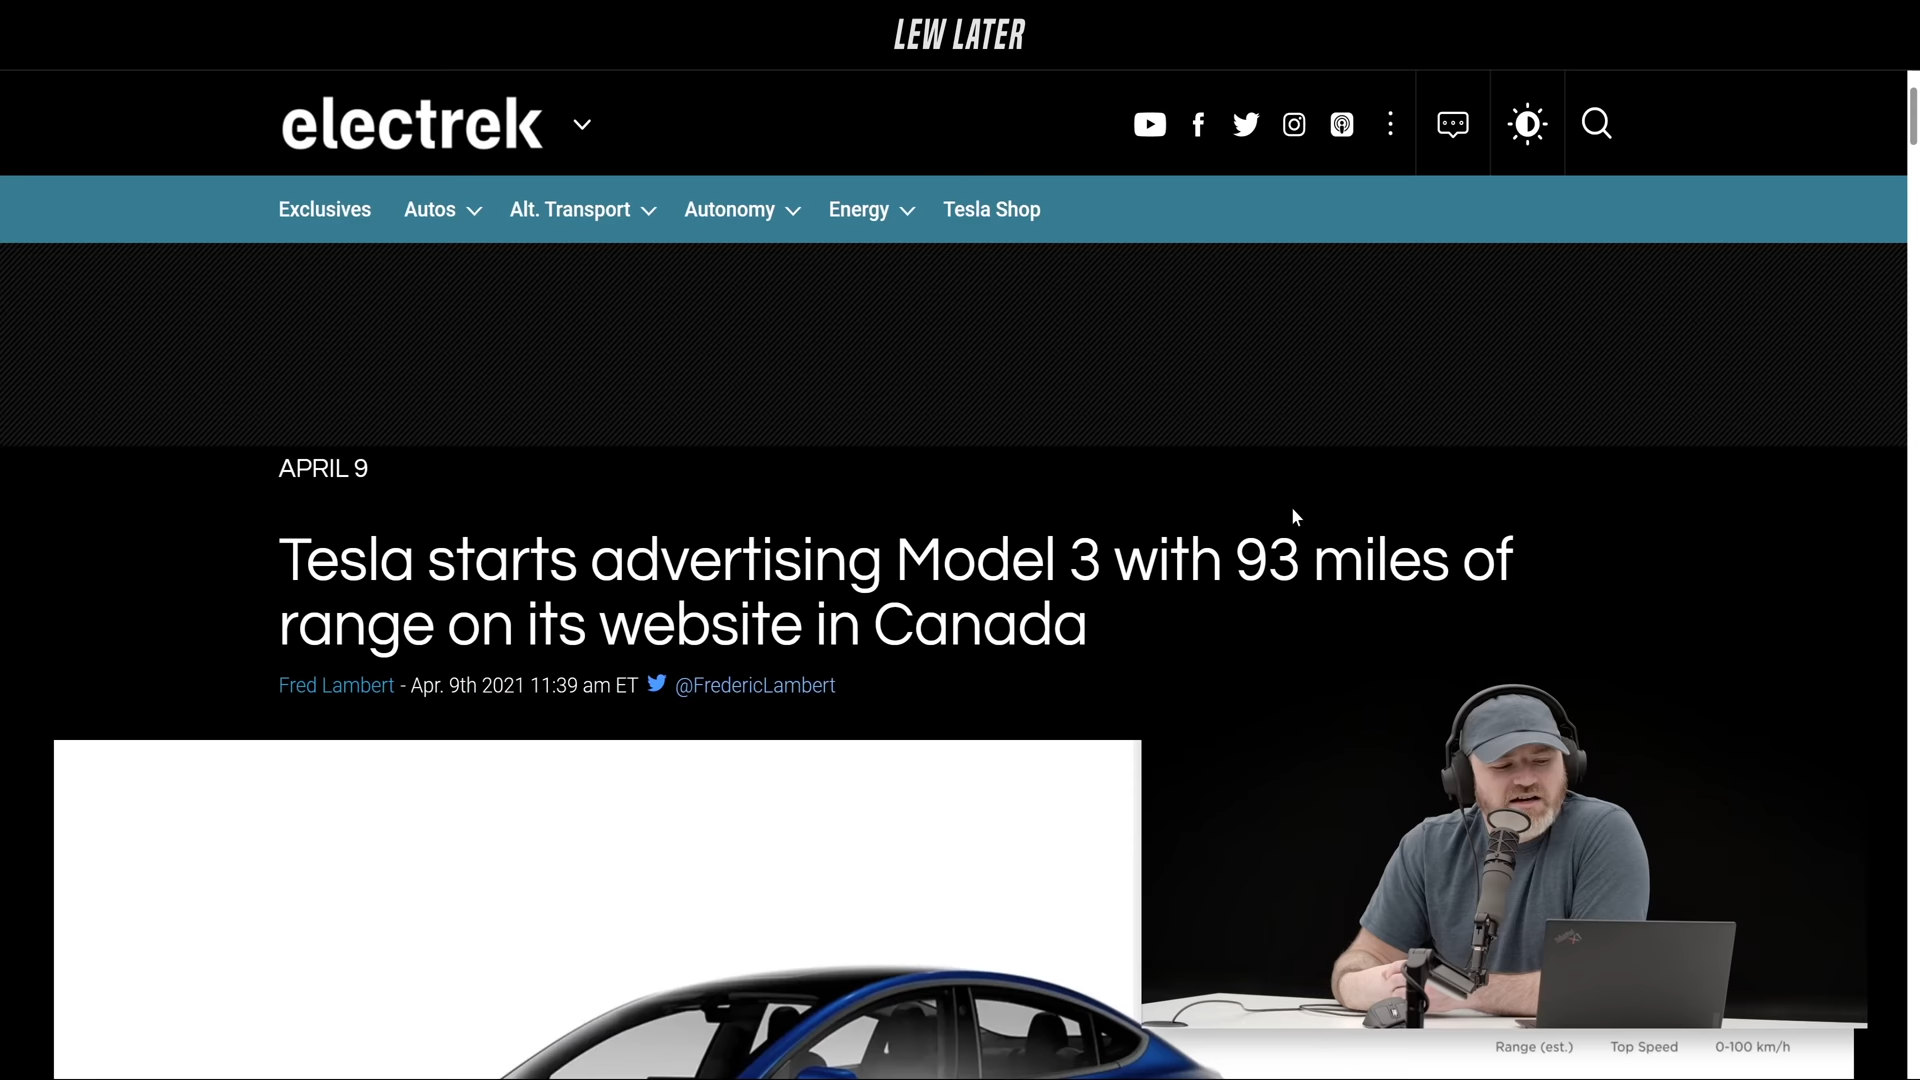 LEW LATER
electrek
Exclusives Autos Alt. Transport Autonomy Energy Tesla Shop
APRIL 9
Tesla starts advertising Model 3 with 93 miles of
range on its website in Canada
Fred Lambert - Apr. 9th 2021 11:39 am ET @FredericLambert
Range (est.) Top Speed 0-100 km/h